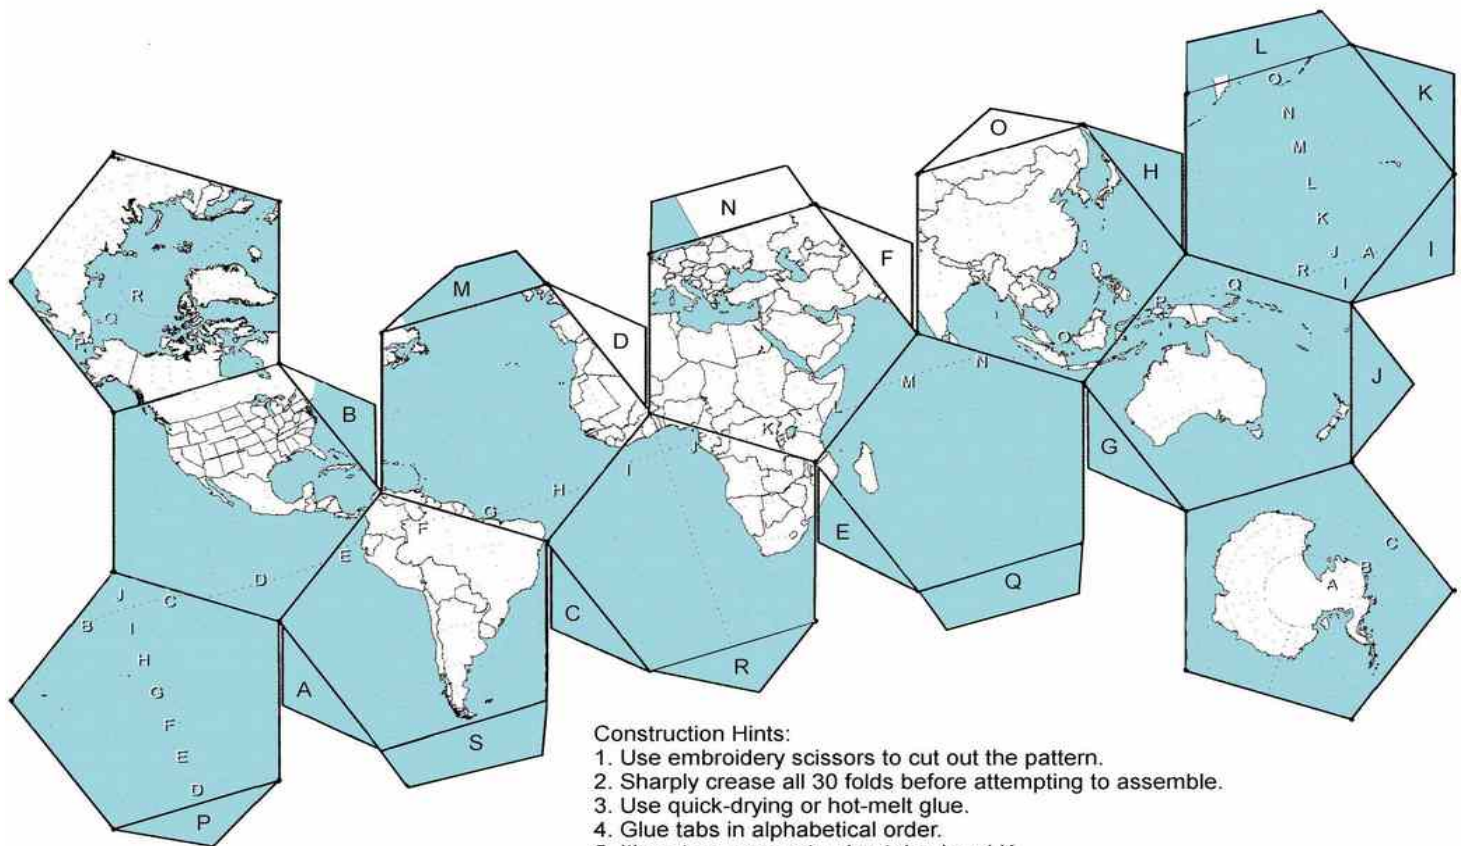 L
O
K
N
O
M
H
L
N
K
F
J
A
R
I
M
R
Q
Q
P
D
O
N
M
J
B
L
K
J
G
I
H
G
C
F
E
B
A
E
D
J
C
B
Q
I
C
H
R
G
A
S
F
E
D
P
Construction Hints:
1. Use embroidery scissors to cut out the pattern.
2. Sharply crease all 30 folds before attempting to assemble.
3. Use quick-drying or hot-melt glue.
4. Glue tabs in alphabetical order.